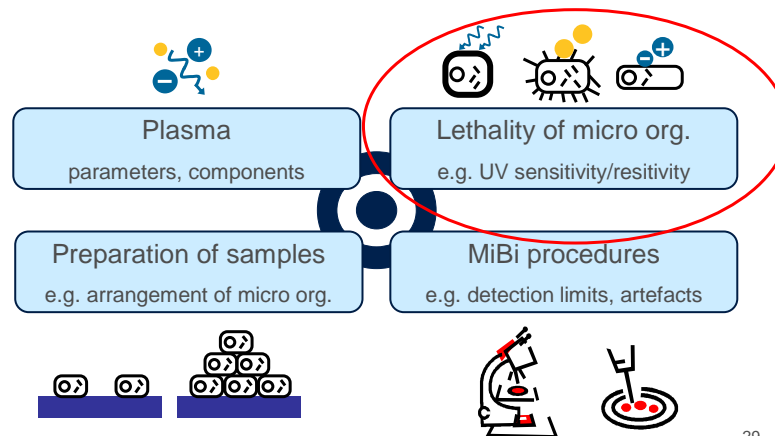 Plasma
parameters, components
Lethality of micro org.
e.g. UV sensitivity/resitivity
Preparation of samples
e.g. arrangement of micro org.
MiBi procedures
e.g. detection limits, artefacts